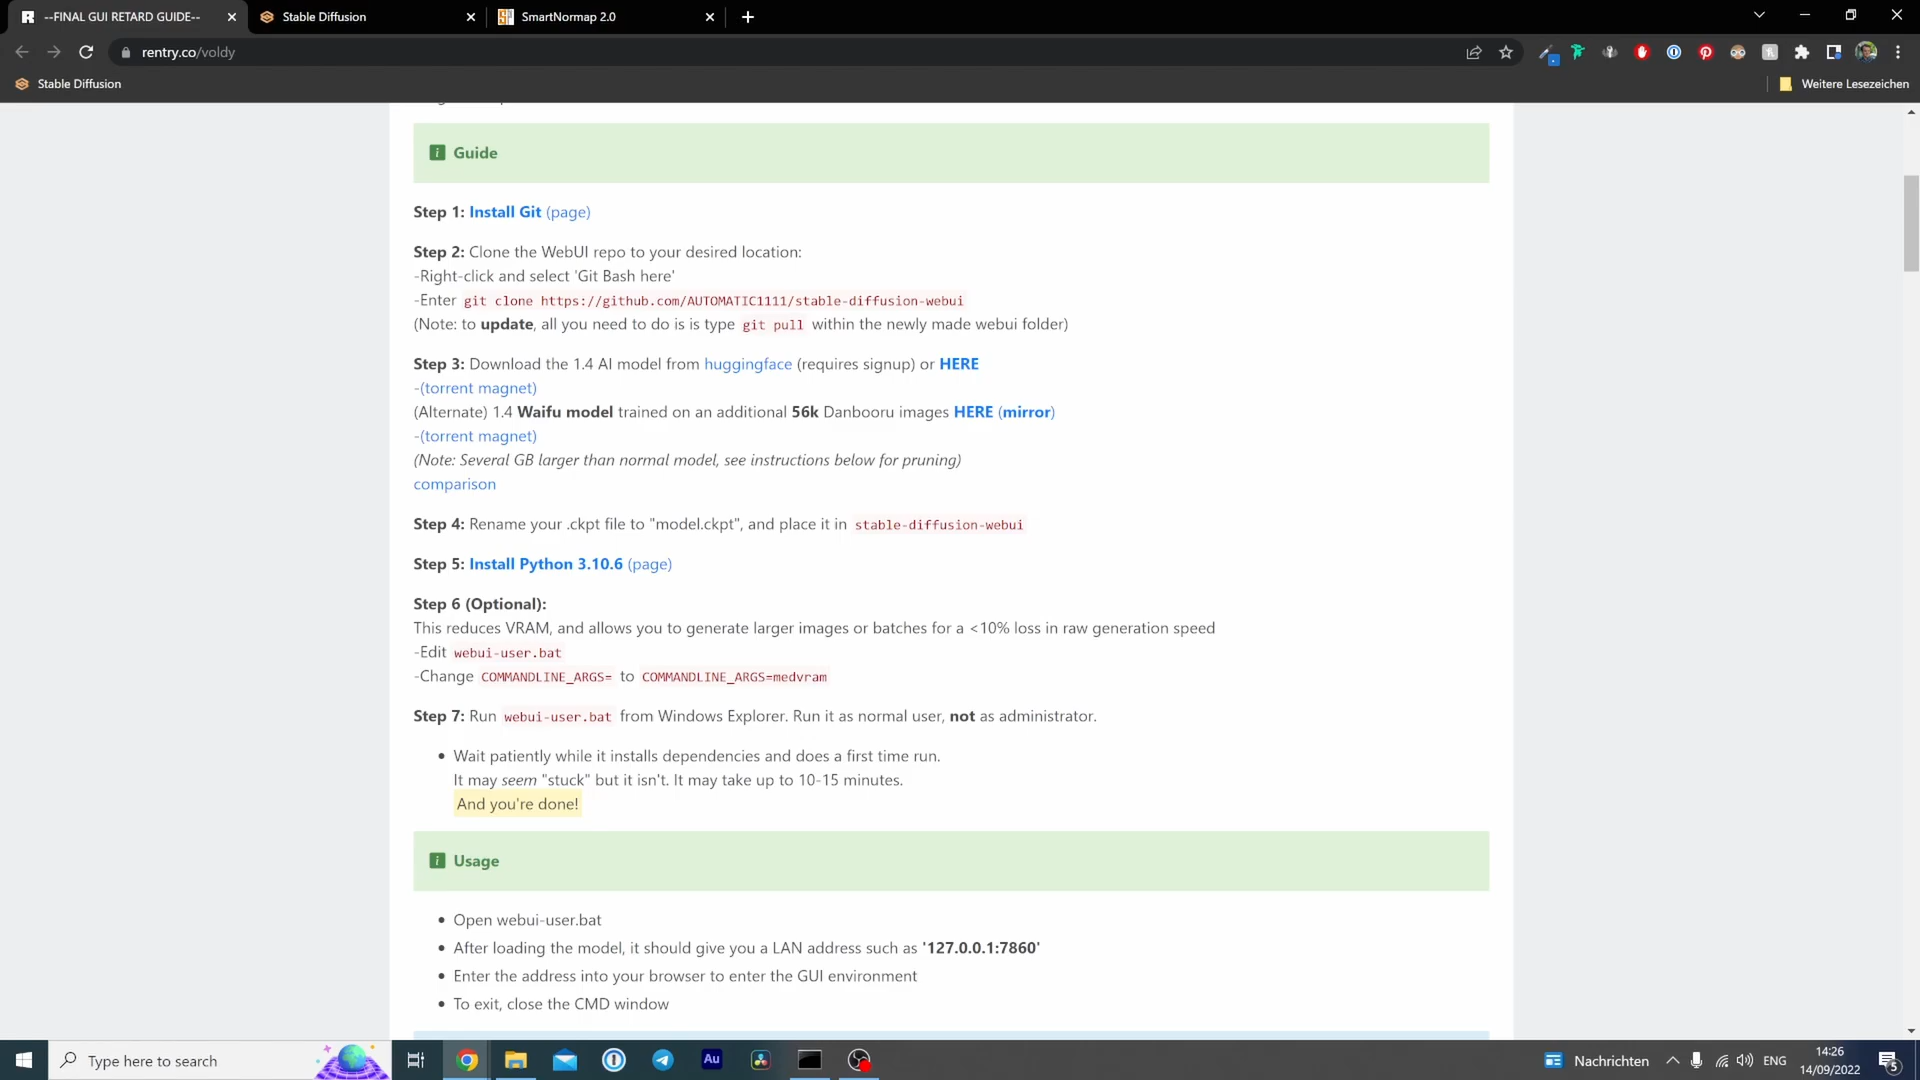 --FINAL GUI RETARD GUIDE--
Stable Diffusion
SmartNormap 2.0
rentry.co/voldy
Stable Diffusion
Weitere Lesezeichen
Guide
Step 1: Install Git (page)
Step 2: Clone the WebUI repo to your desired location:
-Right-click and select 'Git Bash here'
-Enter git clone https://github.com/AUTOMATIC1111/stable-diffusion-webui
(Note: to update, all you need to do is is type git pull within the newly made webui folder)
Step 3: Download the 1.4 AI model from huggingface (requires signup) or HERE
-(torrent magnet)
(Alternate) 1.4 Waifu model trained on an additional 56k Danbooru images HERE (mirror)
-(torrent magnet)
(Note: Several GB larger than normal model, see instructions below for pruning)
comparison
Step 4: Rename your .ckpt file to "model.ckpt", and place it in stable-diffusion-webui
Step 5: Install Python 3.10.6 (page)
Step 6 (Optional):
This reduces VRAM, and allows you to generate larger images or batches for a <10% loss in raw generation speed
-Edit webui-user.bat
-Change COMMANDLINE_ARGS= to COMMANDLINE_ARGS=medvram
Step 7: Run webui-user.bat from Windows Explorer. Run it as normal user, not as administrator.
• Wait patiently while it installs dependencies and does a first time run.
It may seem "stuck" but it isn't. It may take up to 10-15 minutes.
And you're done!
Usage
• Open webui-user.bat
• After loading the model, it should give you a LAN address such as '127.0.0.1:7860'
• Enter the address into your browser to enter the GUI environment
• To exit, close the CMD window
Type here to search
Au
Nachrichten
ENG
14:26
14/09/2022
5